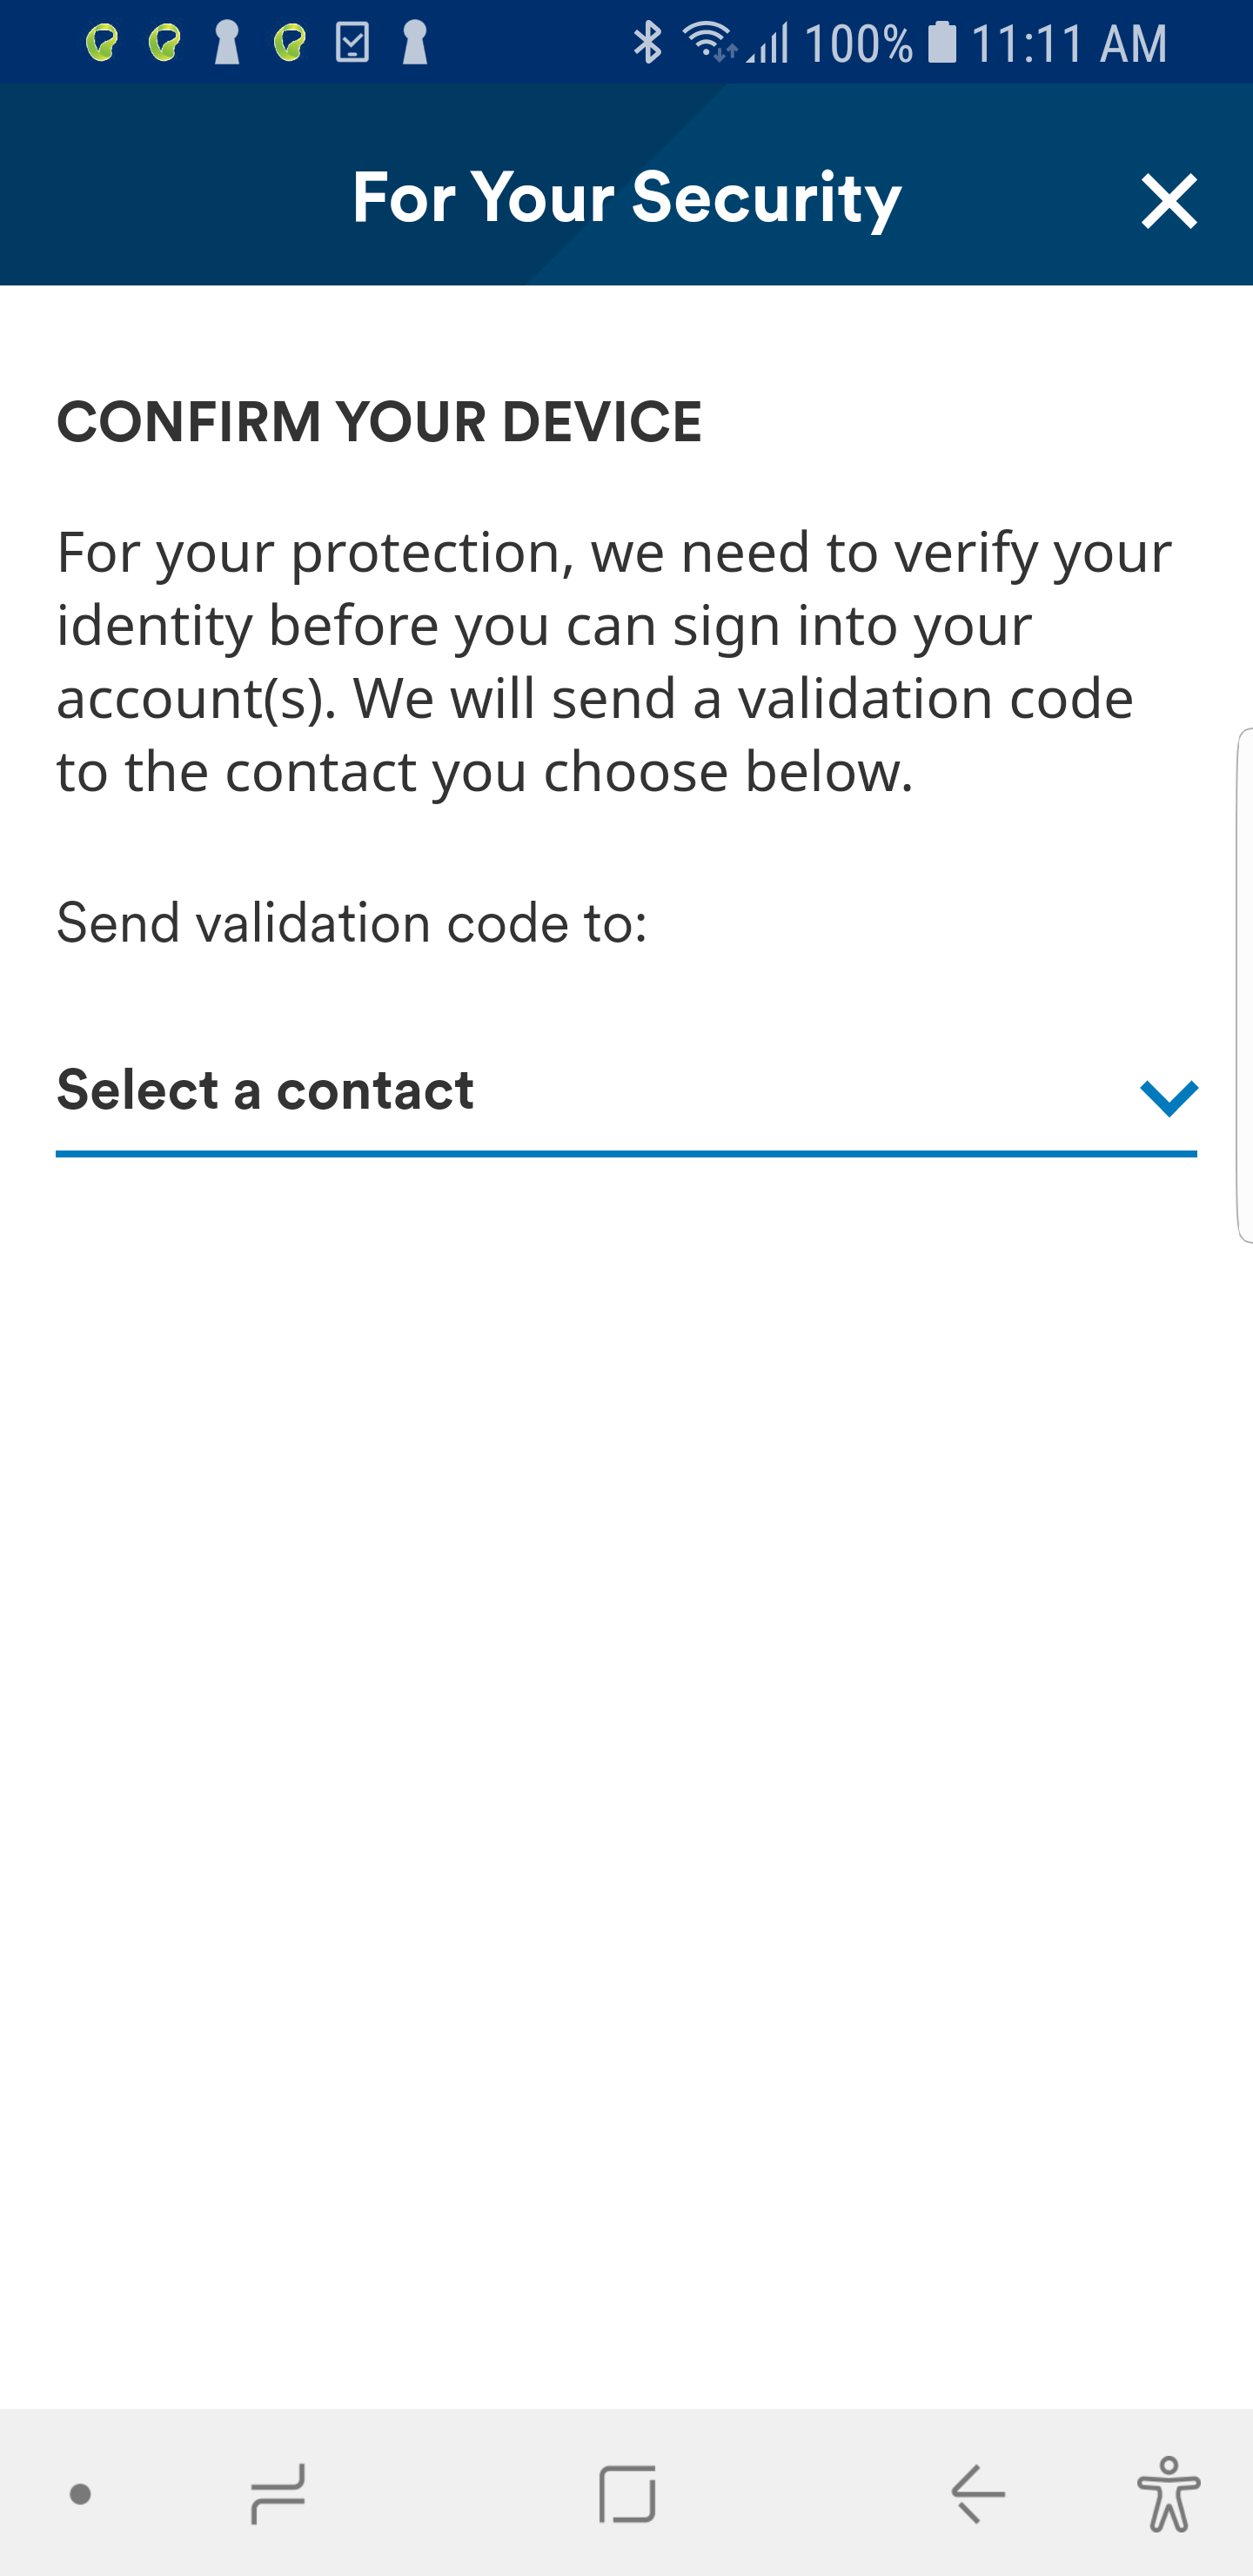 100% 11:11 AM
For Your Security
CONFIRM YOUR DEVICE
For your protection, we need to verify your
identity before you can sign into your
account(s). We will send a validation code
to the contact you choose below.
Send validation code to:
Select a contact